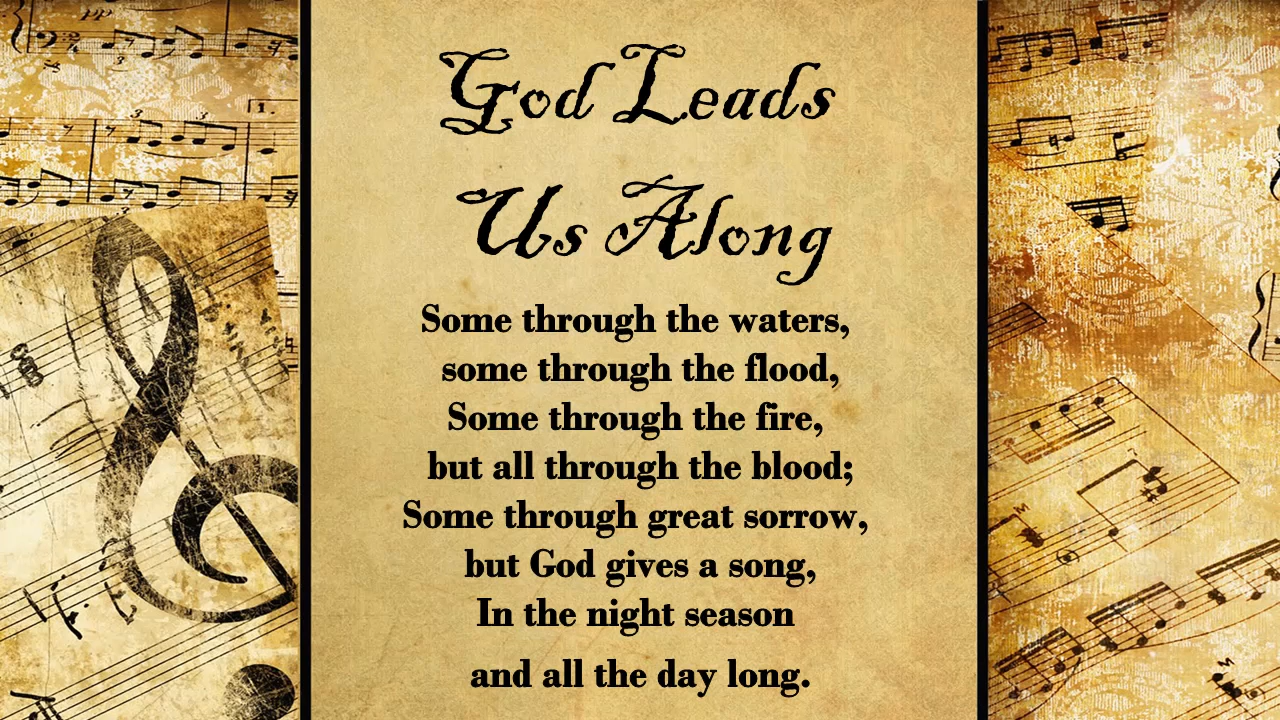 God Leads
Us Along
Some through the waters,
some through the flood,
Some through the fire,
but all through the blood;
Some through great sorrow,
but God gives a song,
In the night season
and all the day long.